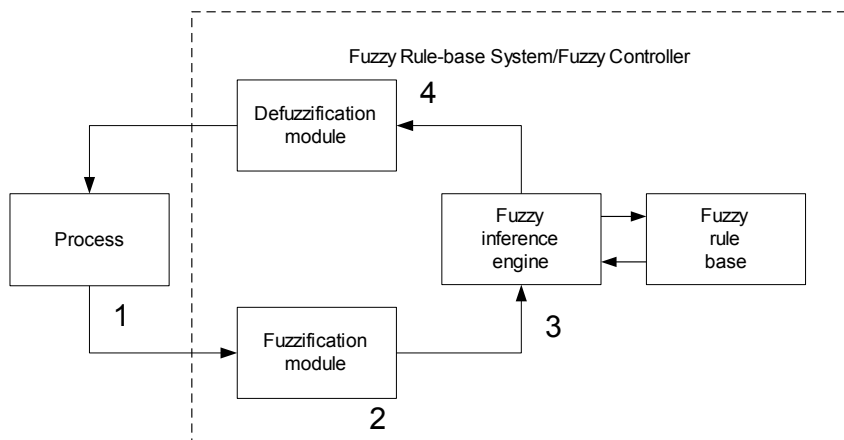 Fuzzy Rule-base System/Fuzzy Controller
4
Defuzzification
module
Process
Fuzzy
inference
engine
Fuzzy
rule
base
1
3
Fuzzification
module
2